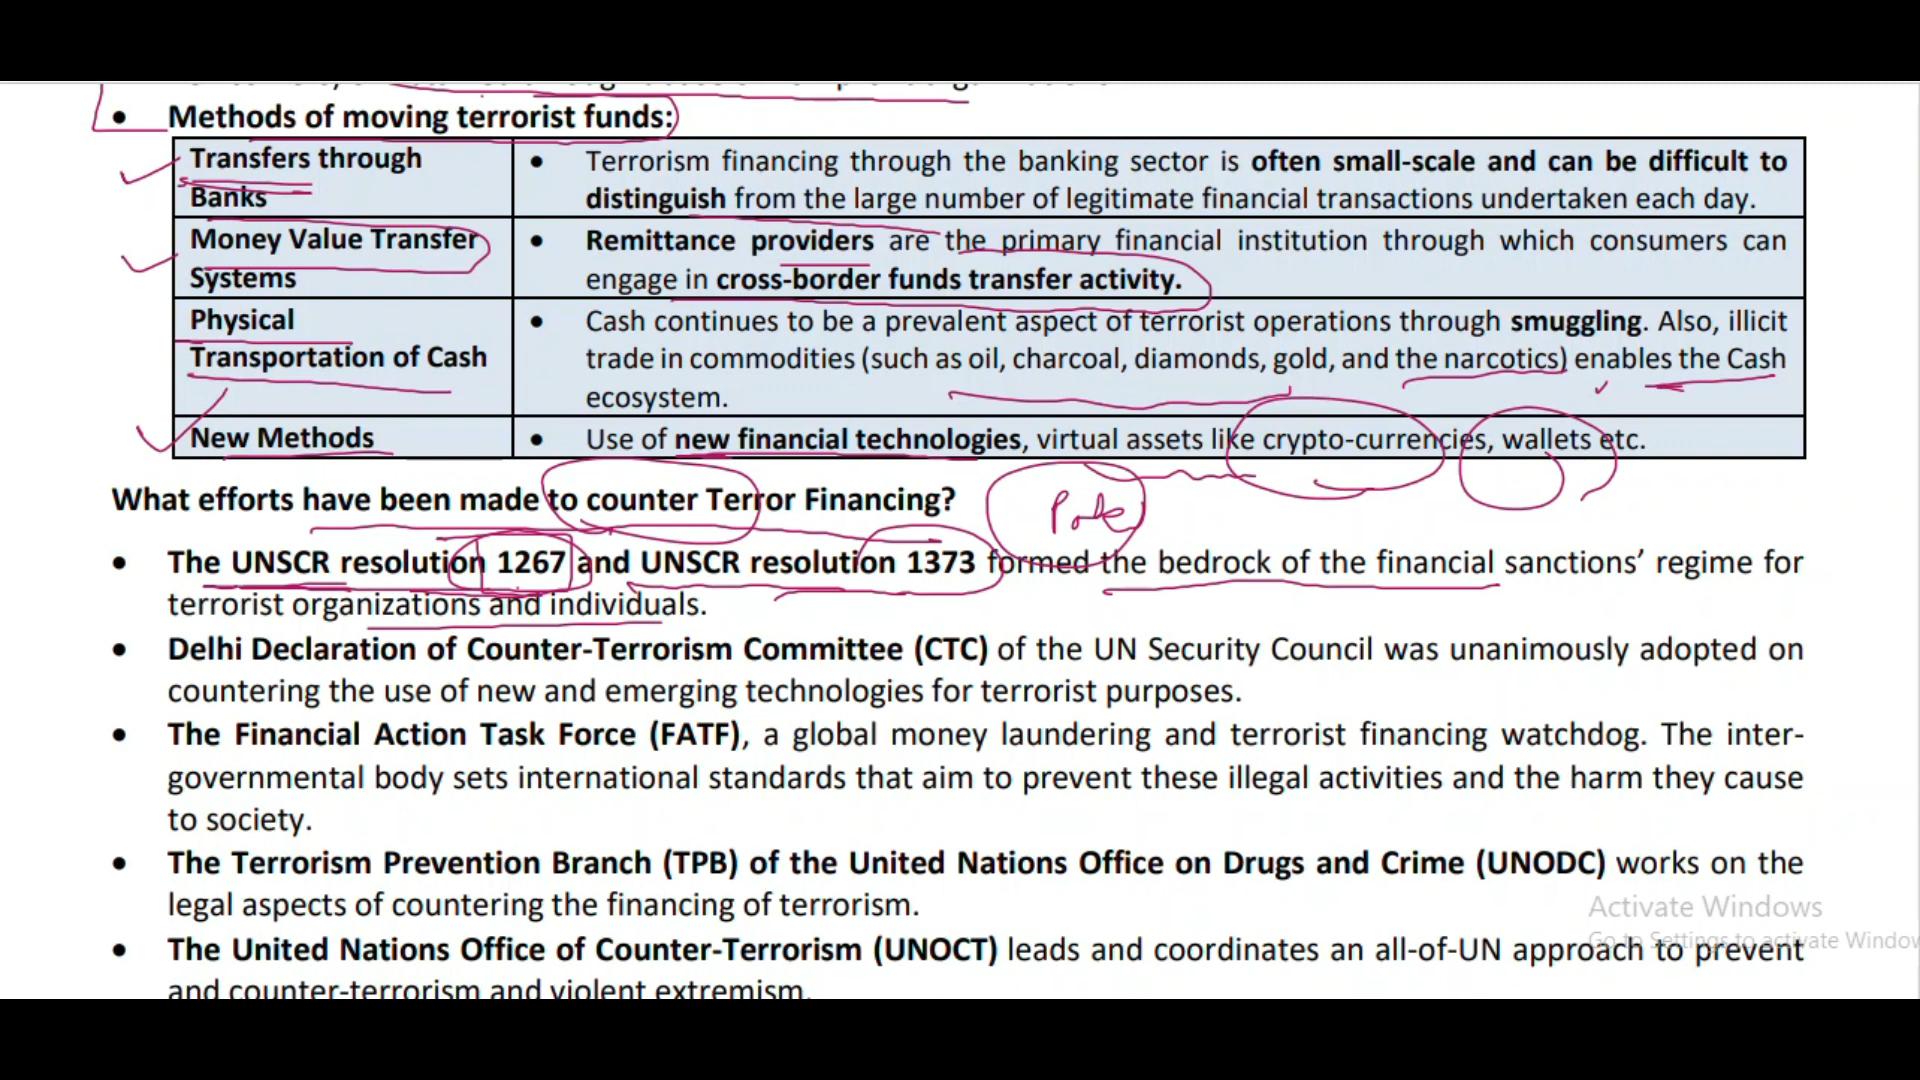 • Methods of moving terrorist funds:
Transfers through Banks
• Terrorism financing through the banking sector is often small-scale and can be difficult to
distinguish from the large number of legitimate financial transactions undertaken each day.
Money Value Transfer
Systems
• Remittance providers are the primary financial institution through which consumers can
engage in cross-border funds transfer activity.
Physical
Transportation of Cash
• Cash continues to be a prevalent aspect of terrorist operations through smuggling. Also, illicit
trade in commodities (such as oil, charcoal, diamonds, gold, and the narcotics) enables the Cash
ecosystem.
New Methods
• Use of new financial technologies, virtual assets like crypto-currencies, wallets etc.
What efforts have been made to counter Terror Financing?
• The UNSCR resolution 1267 and UNSCR resolution 1373 formed the bedrock of the financial sanctions’ regime for
terrorist organizations and individuals.
• Delhi Declaration of Counter-Terrorism Committee (CTC) of the UN Security Council was unanimously adopted on
countering the use of new and emerging technologies for terrorist purposes.
• The Financial Action Task Force (FATF), a global money laundering and terrorist financing watchdog. The inter-
governmental body sets international standards that aim to prevent these illegal activities and the harm they cause
to society.
• The Terrorism Prevention Branch (TPB) of the United Nations Office on Drugs and Crime (UNODC) works on the
legal aspects of countering the financing of terrorism.
Activate Windows
Go to Settings to activate Window
• The United Nations Office of Counter-Terrorism (UNOCT) leads and coordinates an all-of-UN approach to prevent
and counter-terrorism and violent extremism.